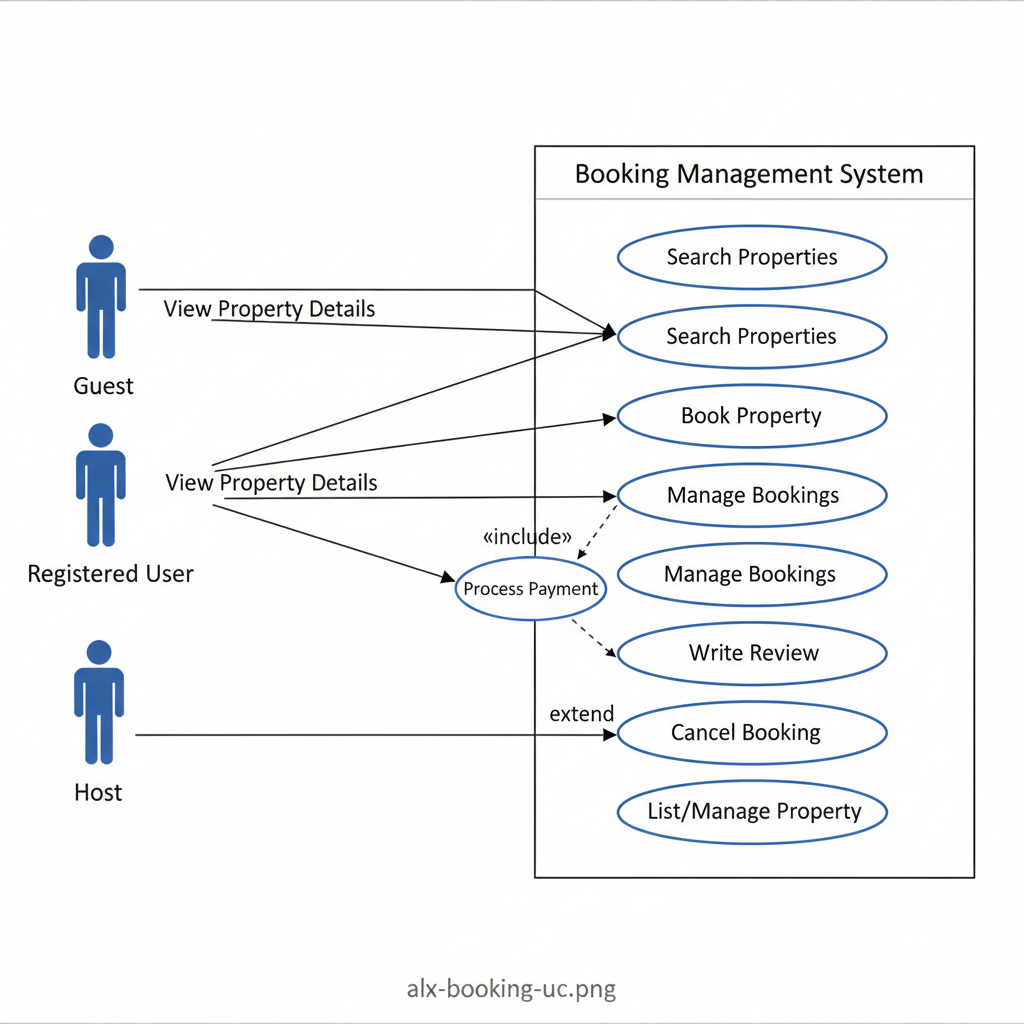 Booking Management System
Search Properties
View Property Details
Search Properties
Guest
Book Property
View Property Details
Manage Bookings
«include»
Registered User
Process Payment
Manage Bookings
Write Review
extend
Cancel Booking
Host
List/Manage Property
alx-booking-uc.png